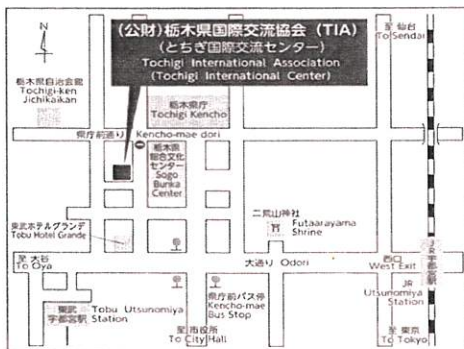 (公財)栃木県国際交流協会 (TIA)
(とちぎ国際交流センター)
Tochigi International Association
(Tochigi International Center)
至 仙台
To Sendai
N
栃木県自治会館
Tochigi-ken
Jichikaikan
栃木県庁
Tochigi Kencho
県庁前通り Kencho-mae dori
栃木県
総合文化
センター
Sogo
Bunka
Center
東武ホテルグランデ
Tobu Hotel Grande
二荒山神社
Futaarayama
Shrine
至 大谷
To Oya
大通り Odori
西口
West Exit
JR宇都宮駅
JR
Utsunomiya
Station
東武
宇都宮駅
Tobu Utsunomiya
Station
県庁前バス停
Kencho-mae
Bus Stop
至 市役所
To City Hall
至 東京
To Tokyo